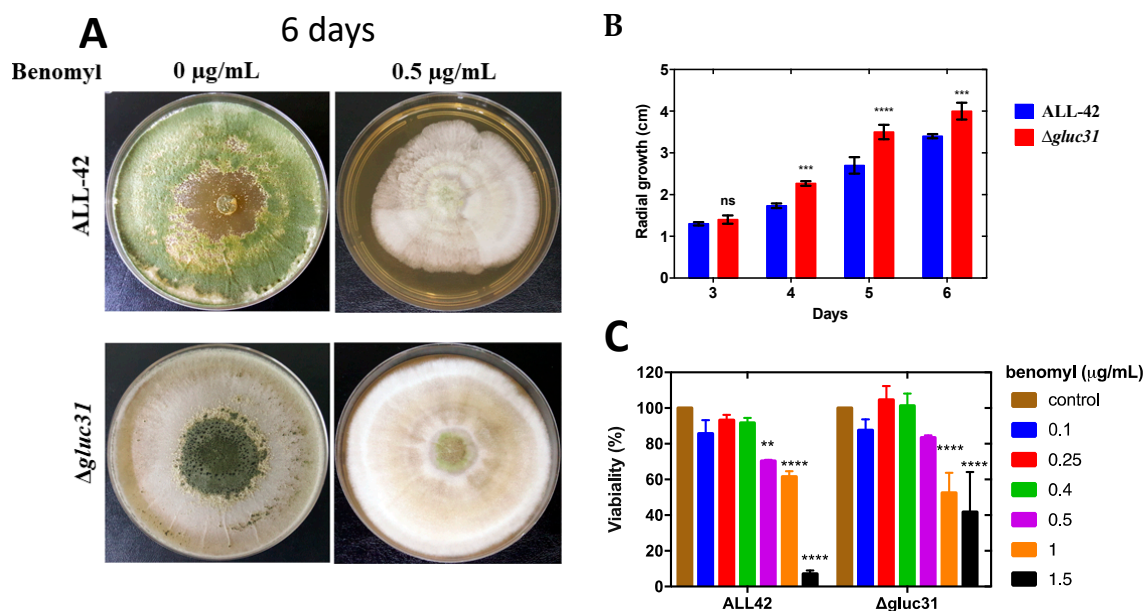 A
6 days
Benomyl
0 µg/mL
0.5 µg/mL
ALL-42
Δgluc31
B
Radial growth (cm)
5
4
3
2
1
0
ns
***
****
***
3
4
5
6
Days
ALL-42
Δgluc31
C
Viabiality (%)
120
100
80
60
40
20
0
**
****
****
****
****
ALL42
Δgluc31
benomyl (µg/mL)
control
0.1
0.25
0.4
0.5
1
1.5